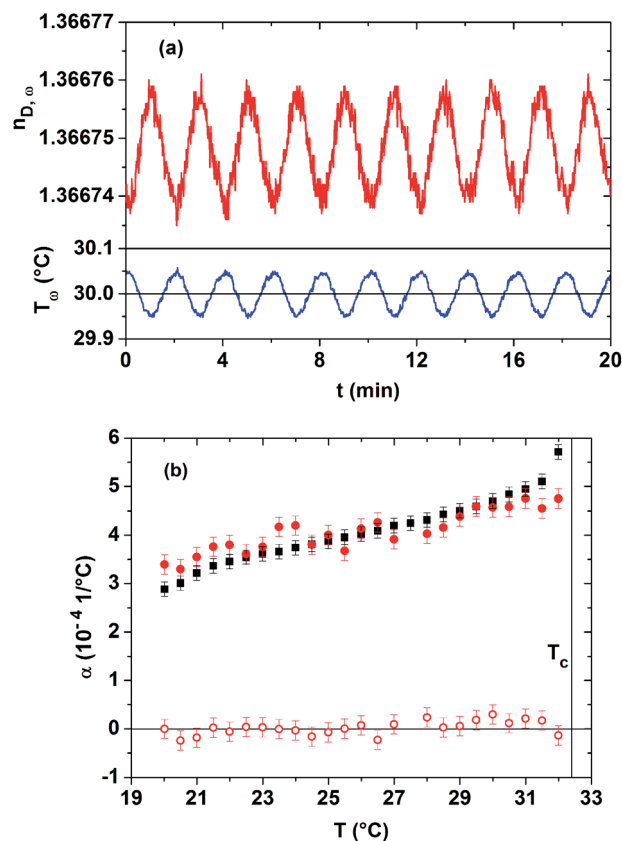 (a)
n_D, ω
1.36677
1.36676
1.36675
1.36674
T_ω (°C)
30.1
30.0
29.9
0 4 8 12 16 20
t (min)
(b)
α (10⁻⁴ 1/°C)
6
5
4
3
2
1
0
-1
T_c
19 21 23 25 27 29 31 33
T (°C)